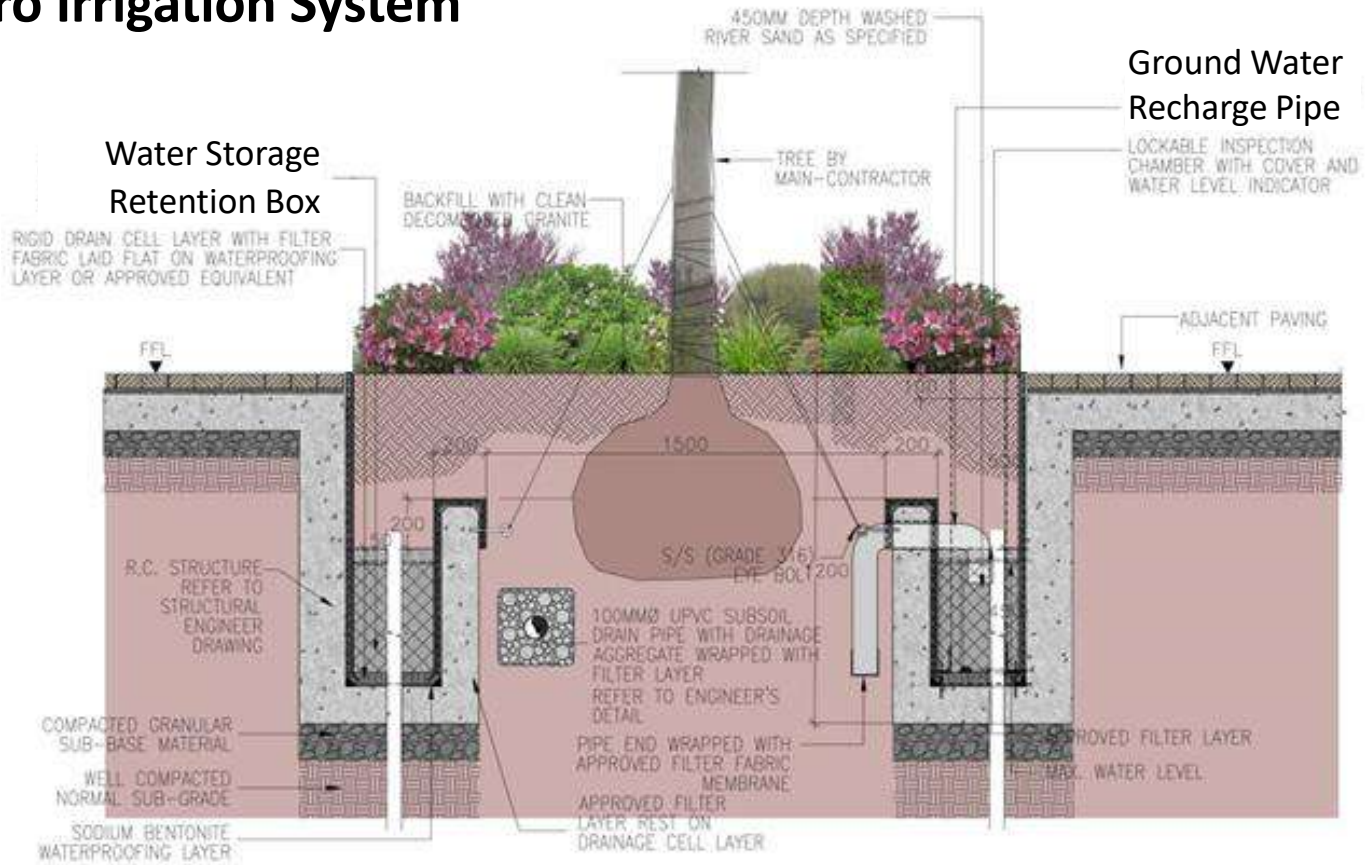 ro Irrigation System
450MM DEPTH WASHED
RIVER SAND AS SPECIFIED
Ground Water
Recharge Pipe
LOCKABLE INSPECTION
CHAMBER WITH COVER AND
WATER LEVEL INDICATOR
Water Storage
Retention Box
TREE BY
MAIN-CONTRACTOR
BACKFILL WITH CLEAN
DECOMPOSED GRANITE
RIGID DRAIN CELL LAYER WITH FILTER
FABRIC LAID FLAT ON WATERPROOFING
LAYER OR APPROVED EQUIVALENT
ADJACENT PAVING
FFL
FFL
200
1500
200
200
S/S (GRADE 316)
EYE BOLT
200
R.C. STRUCTURE
REFER TO
STRUCTURAL
ENGINEER
DRAWING
100MMØ UPVC SUBSOIL
DRAIN PIPE WITH DRAINAGE
AGGREGATE WRAPPED WITH
FILTER LAYER
REFER TO ENGINEER'S
DETAIL
COMPACTED GRANULAR
SUB-BASE MATERIAL
PIPE END WRAPPED WITH
APPROVED FILTER FABRIC
MEMBRANE
APPROVED FILTER LAYER
MAX. WATER LEVEL
WELL COMPACTED
NORMAL SUB-GRADE
APPROVED FILTER
LAYER REST ON
DRAINAGE CELL LAYER
SODIUM BENTONITE
WATERPROOFING LAYER